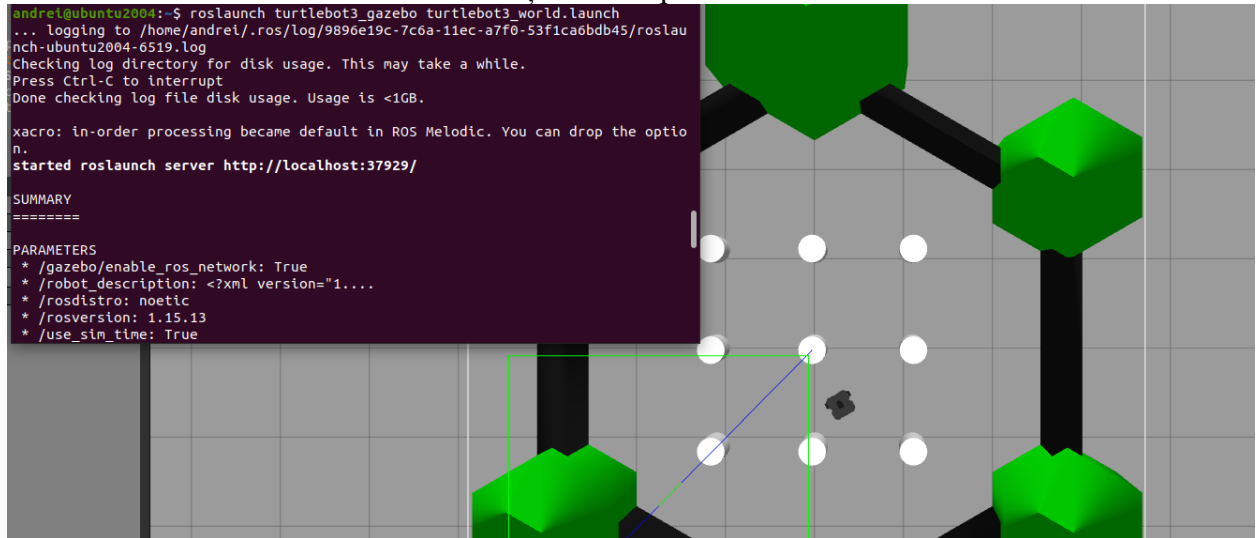 andrei@ubuntu2004:~$ roslaunch turtlebot3_gazebo turtlebot3_world.launch
... logging to /home/andrei/.ros/log/9896e19c-7c6a-11ec-a7f0-53f1ca6bdb45/roslau
nch-ubuntu2004-6519.log
Checking log directory for disk usage. This may take a while.
Press Ctrl-C to interrupt
Done checking log file disk usage. Usage is <1GB.
xacro: in-order processing became default in ROS Melodic. You can drop the optio
n.
started roslaunch server http://localhost:37929/
SUMMARY
========
PARAMETERS
 * /gazebo/enable_ros_network: True
 * /robot_description: <?xml version="1....
 * /rosdistro: noetic
 * /rosversion: 1.15.13
 * /use_sim_time: True